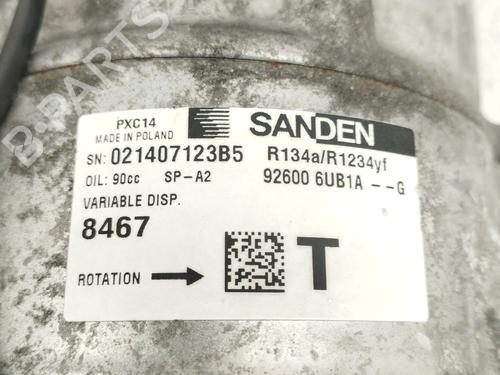 PXC14
MADE IN POLAND
SANDEN
SN: 021407123B5
R134a/R1234yf
OIL: 90cc SP-A2
92600 6UB1A --G
VARIABLE DISP.
8467
ROTATION
T
B-PARTS